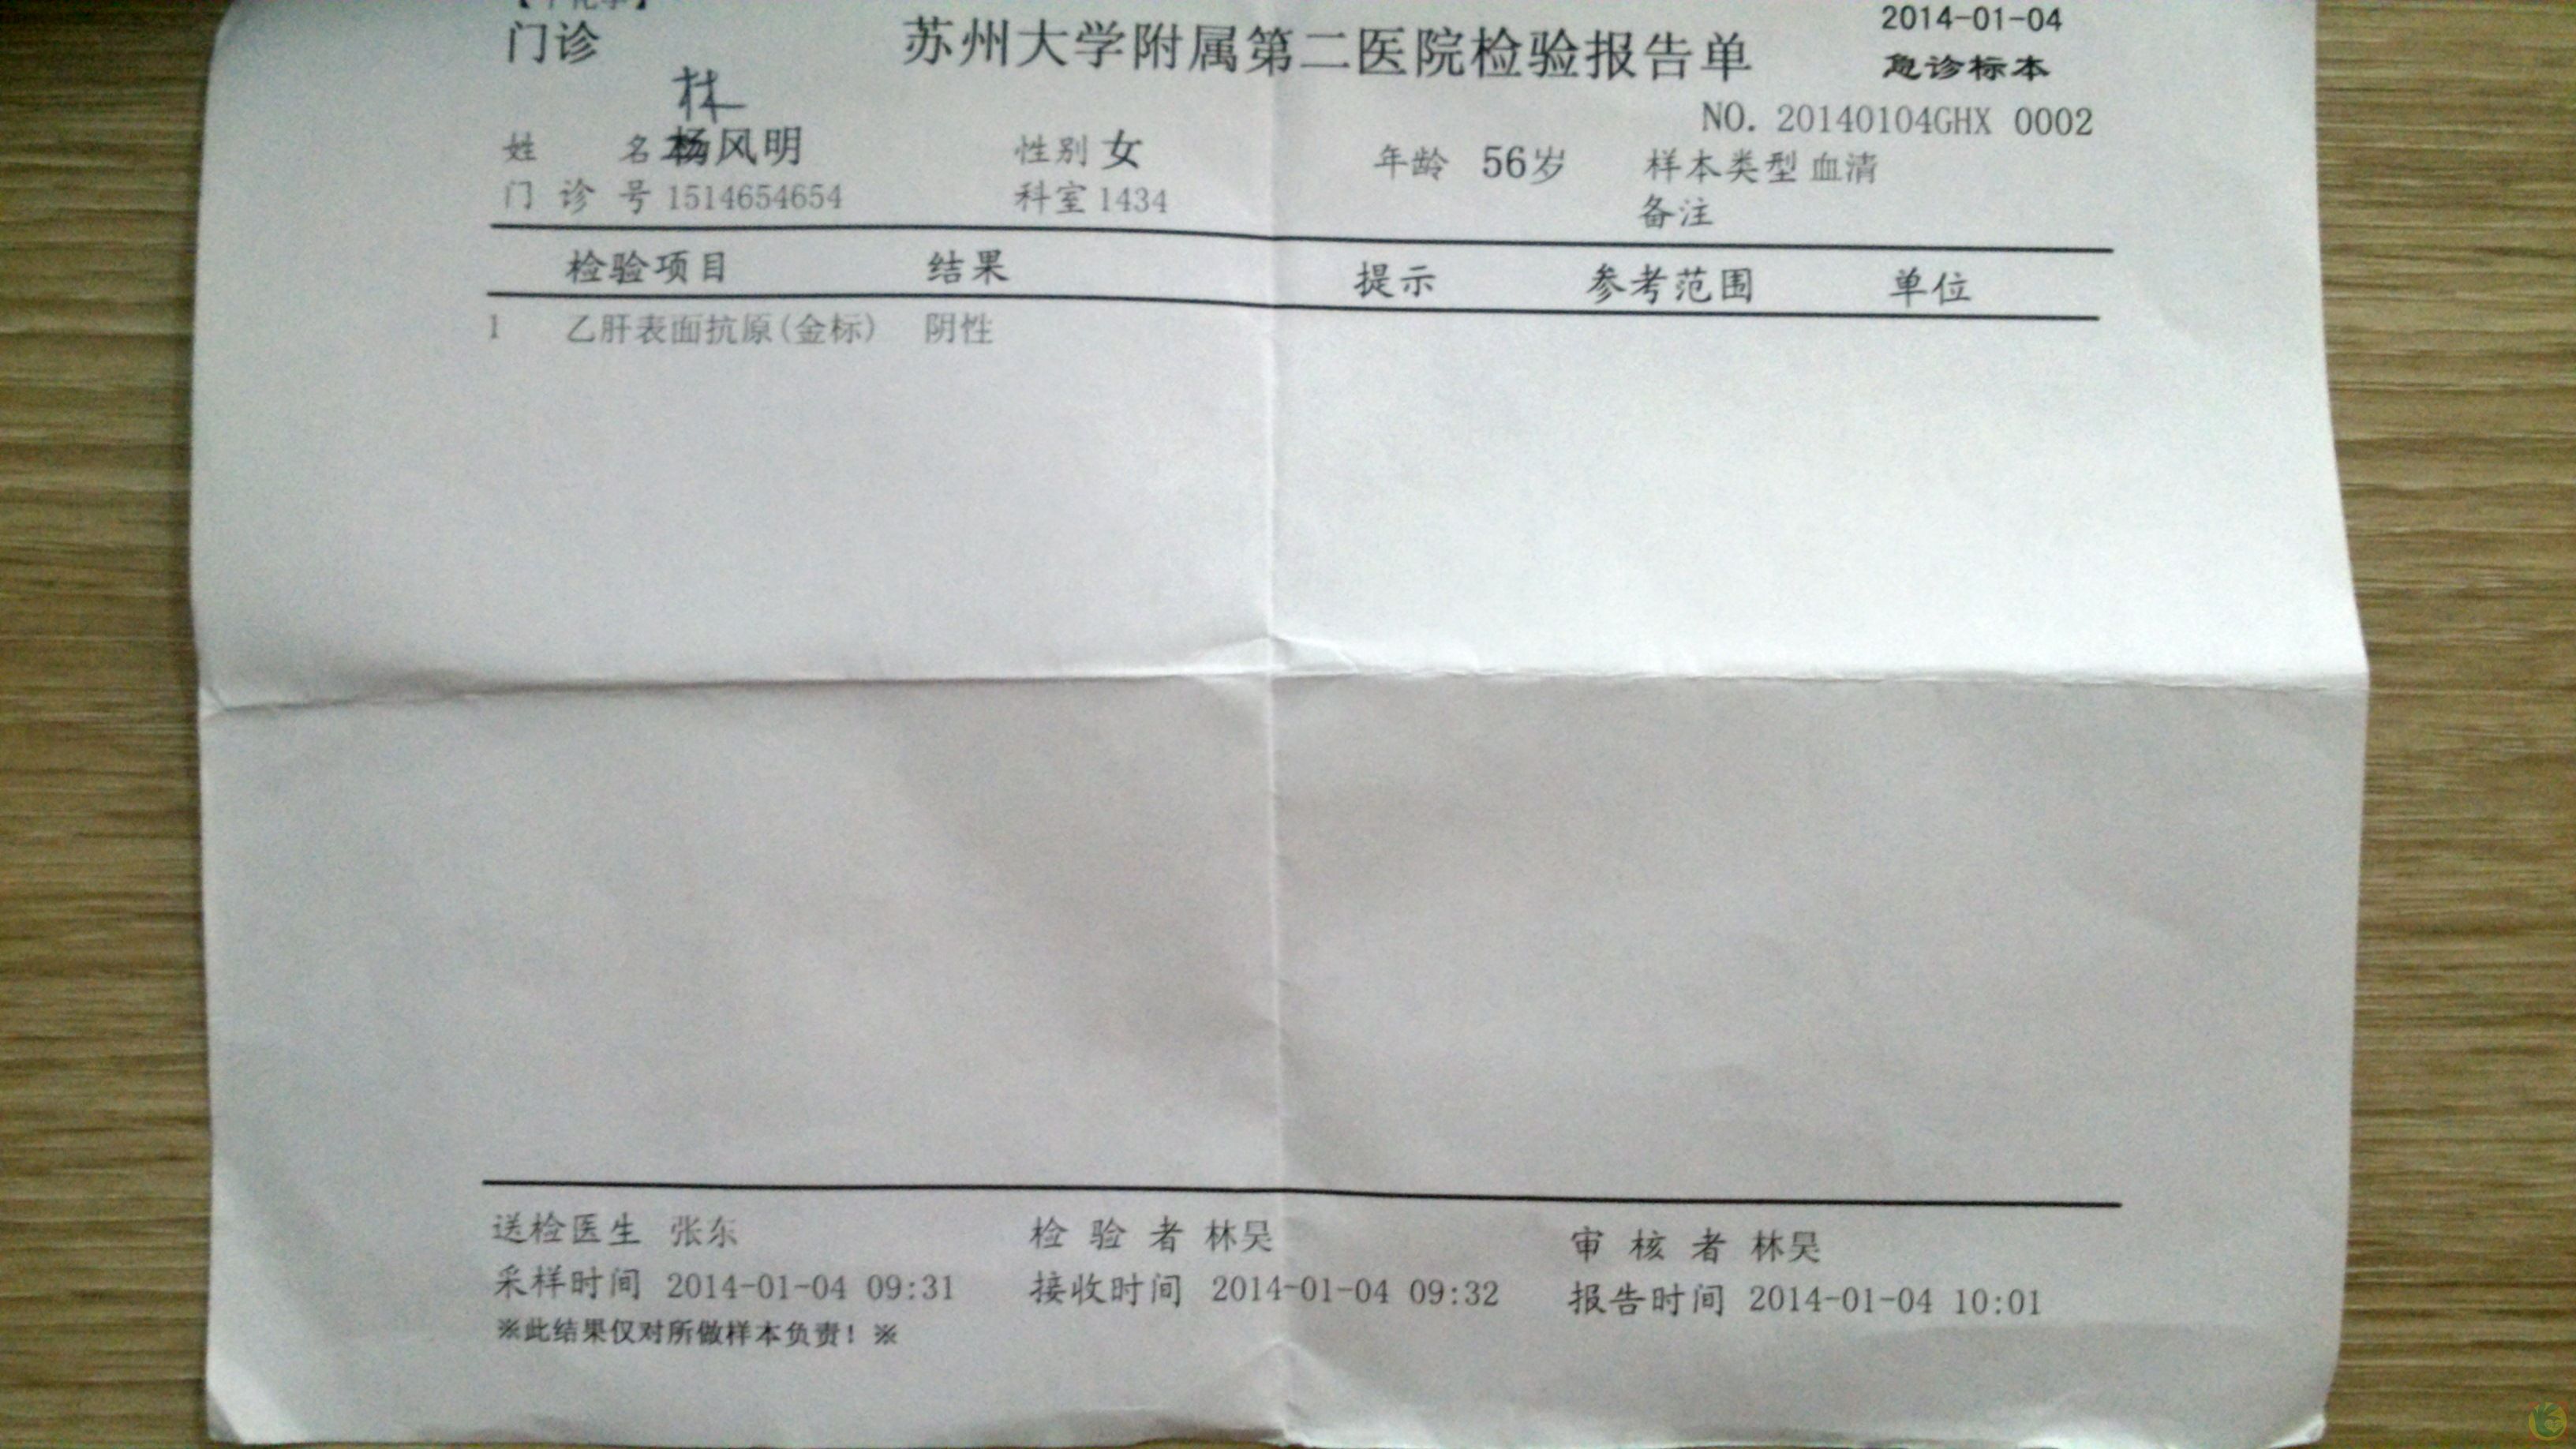 门诊 苏州大学附属第二医院检验报告单 2014-01-04
急诊标本
林
NO. 20140104GHX 0002
姓 名 杨风明 性别 女 年龄 56岁 样本类型 血清
门 诊 号 1514654654 科室 1434 备注
检验项目 结果 提示 参考范围 单位
1 乙肝表面抗原(金标) 阴性
送检医生 张东 检 验 者 林吴 审 核 者 林吴
采样时间 2014-01-04 09:31 接收时间 2014-01-04 09:32 报告时间 2014-01-04 10:01
※此结果仅对所做样本负责!※